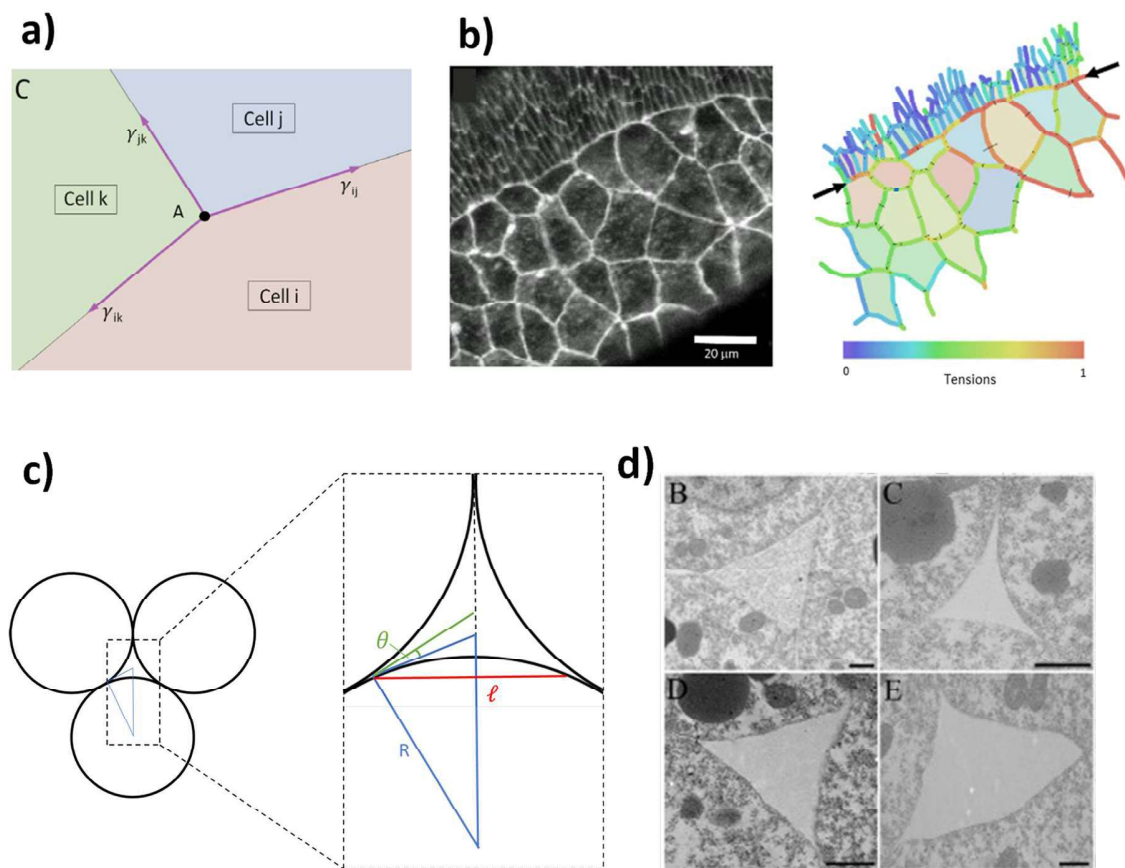 a)
C
Cell j
γjk
Cell k
A
γij
Cell i
γik
b)
20 μm
0
1
Tensions
c)
θ
ℓ
R
d)
B
C
D
E